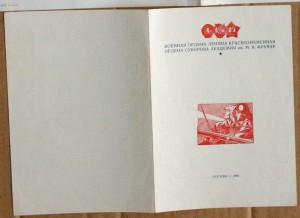 ВОЕННАЯ ОРДЕНА ЛЕНИНА КРАСНОЗНАМЕННАЯ
ОРДЕНА СУВОРОВА АКАДЕМИЯ им. М. В. ФРУНЗЕ
МОСКВА —